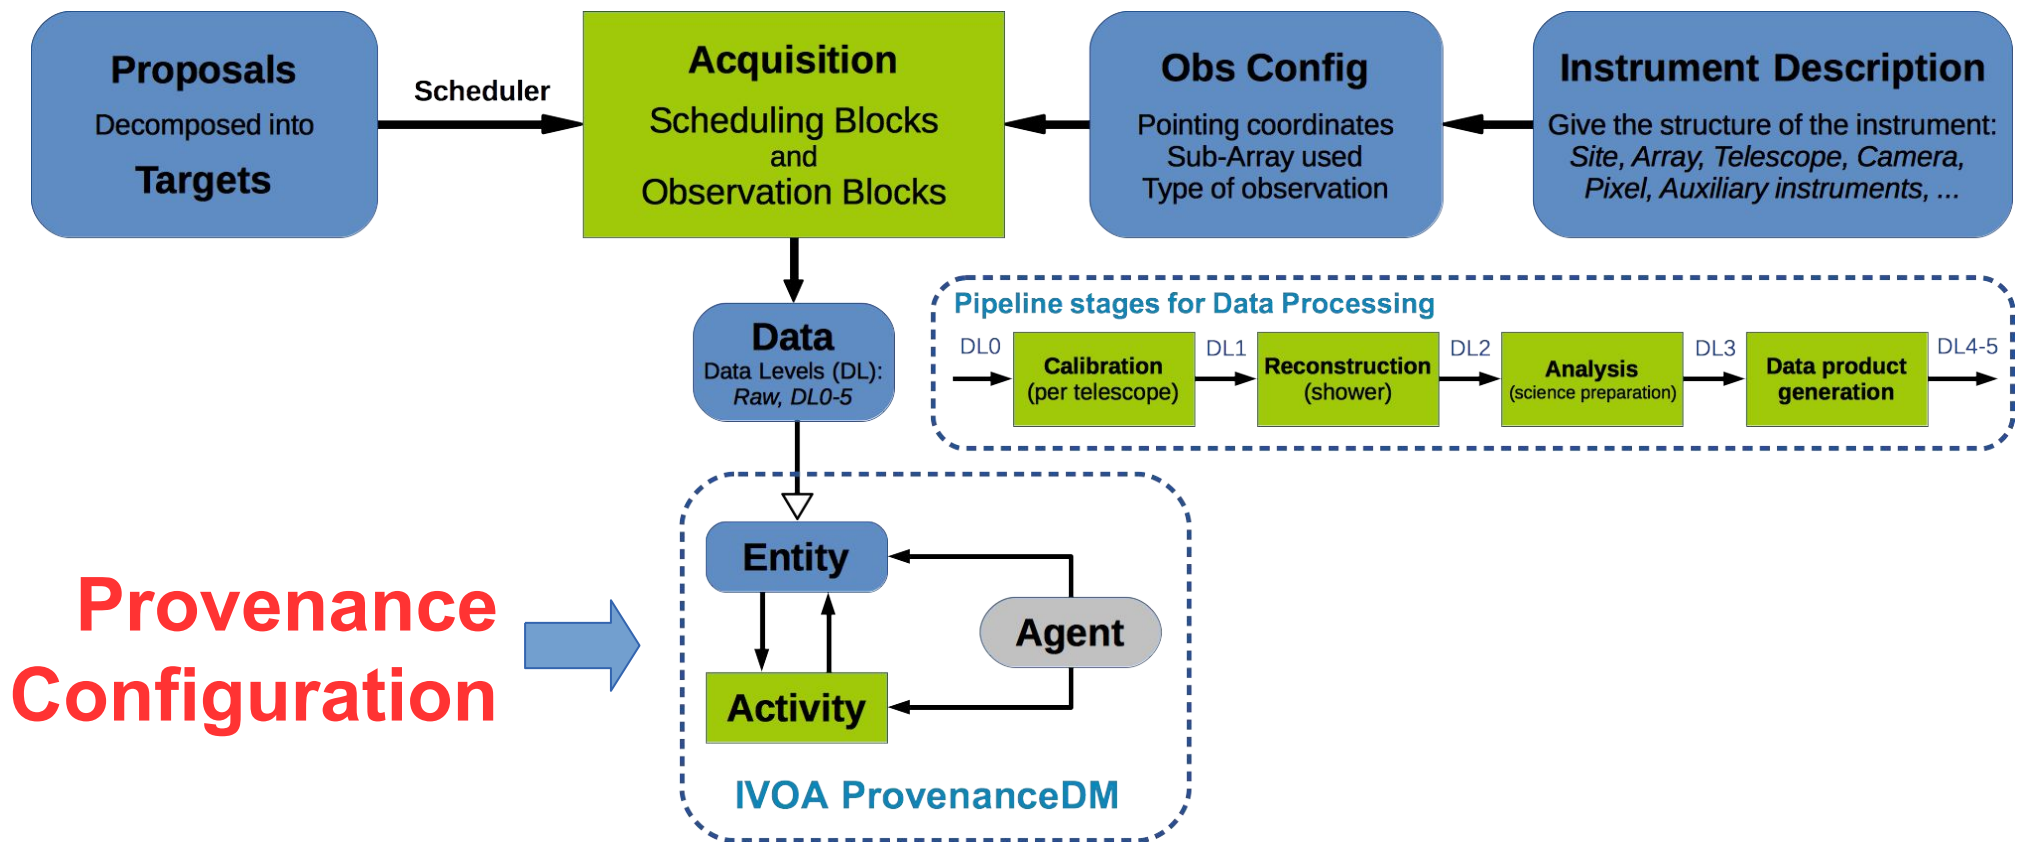 Proposals
Decomposed into
Targets
Scheduler
Acquisition
Scheduling Blocks
and
Observation Blocks
Obs Config
Pointing coordinates
Sub-Array used
Type of observation
Instrument Description
Give the structure of the instrument:
Site, Array, Telescope, Camera,
Pixel, Auxiliary instruments, ...
Data
Data Levels (DL):
Raw, DL0-5
Pipeline stages for Data Processing
DL0
Calibration
(per telescope)
DL1
Reconstruction
(shower)
DL2
Analysis
(science preparation)
DL3
Data product
generation
DL4-5
Provenance
Configuration
Entity
Agent
Activity
IVOA ProvenanceDM